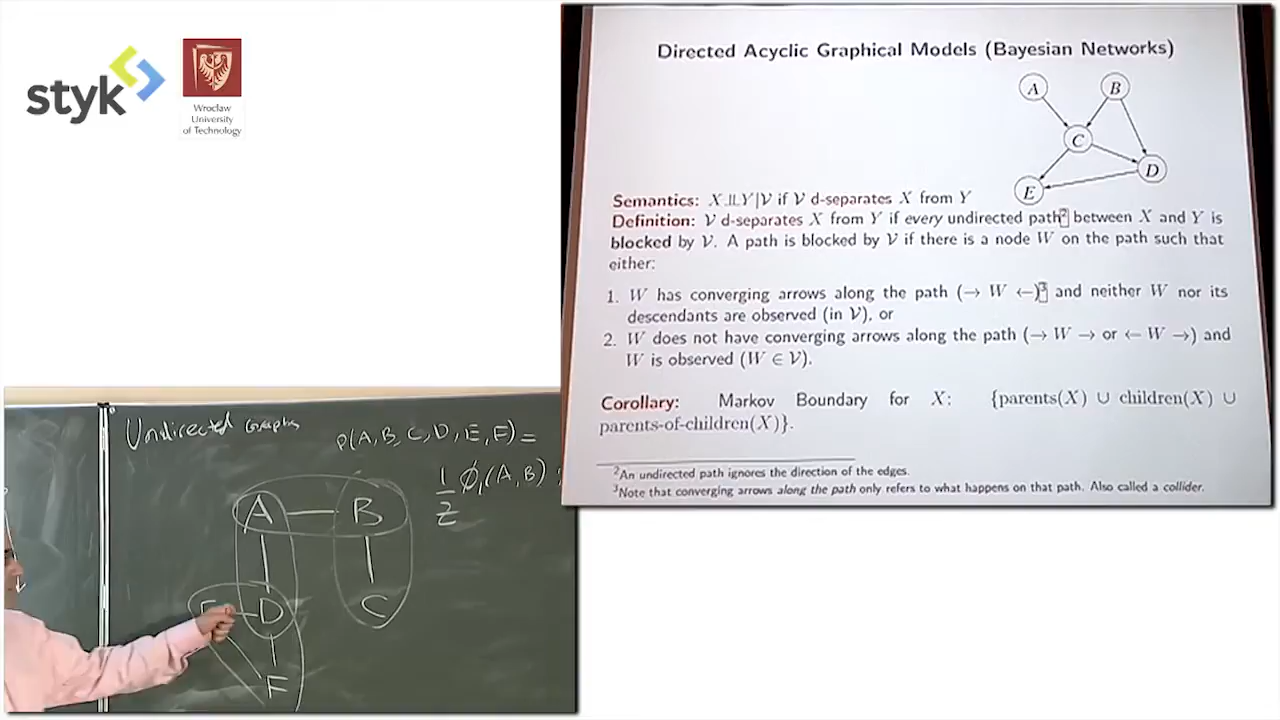 styk
Wrocław
University
of Technology
Directed Acyclic Graphical Models (Bayesian Networks)
A
B
C
D
E
Semantics: X ⫫ Y|𝒱 if 𝒱 d-separates X from Y
Definition: 𝒱 d-separates X from Y if every undirected path² between X and Y is
blocked by 𝒱. A path is blocked by 𝒱 if there is a node W on the path such that
either:
1. W has converging arrows along the path (→ W ←)³ and neither W nor its
descendants are observed (in 𝒱), or
2. W does not have converging arrows along the path (→ W → or ← W →) and
W is observed (W ∈ 𝒱).
Corollary: Markov Boundary for X: {parents(X) ∪ children(X) ∪
parents-of-children(X)}.
²An undirected path ignores the direction of the edges.
³Note that converging arrows along the path only refers to what happens on that path. Also called a collider.
Undirected Graphs
P(A,B,C,D,E,F) =
1/Z ϕ₁(A,B)
A
B
D
C
F